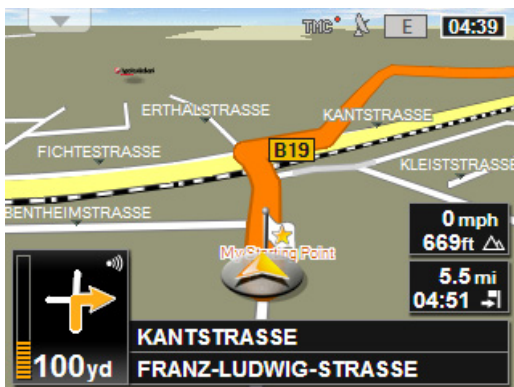 TMC E 04:39
ERTHALSTRASSE
KANTSTRASSE
B19
FICHTESTRASSE
KLEISTSTRASSE
BENTHEIMSTRASSE
0 mph
669ft
My Starting Point
5.5 mi
04:51
KANTSTRASSE
100yd FRANZ-LUDWIG-STRASSE